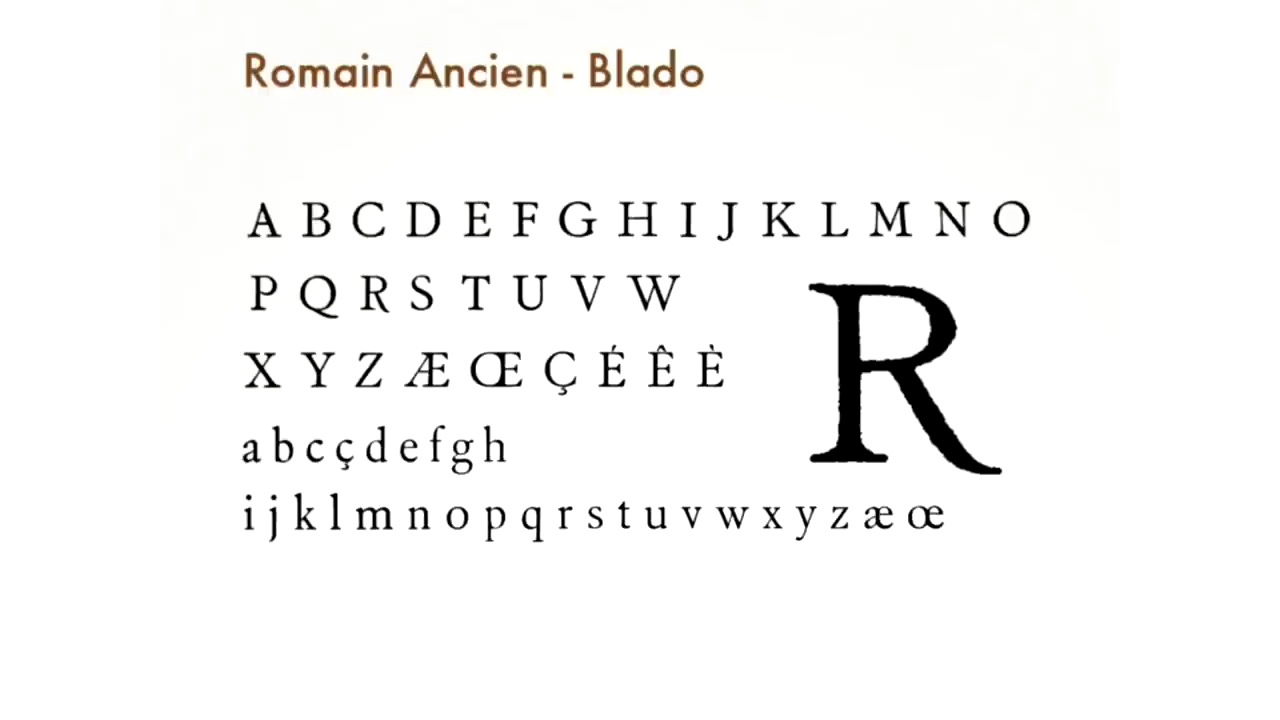 Romain Ancien - Blado
A B C D E F G H I J K L M N O
P Q R S T U V W
R
X Y Z Æ Œ Ç É Ê È
a b c ç d e f g h
i j k l m n o p q r s t u v w x y z æ œ